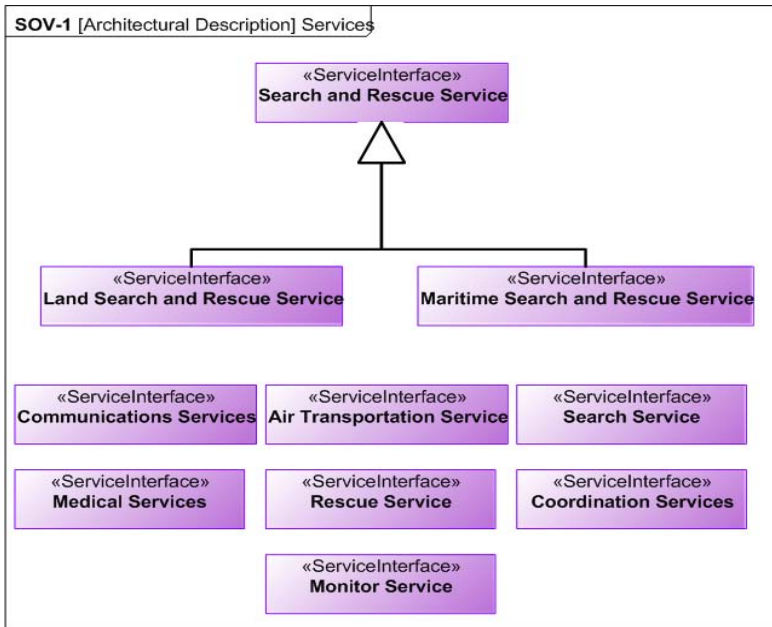 SOV-1 [Architectural Description] Services
«ServiceInterface»
Search and Rescue Service
«ServiceInterface»
Land Search and Rescue Service
«ServiceInterface»
Maritime Search and Rescue Service
«ServiceInterface»
Communications Services
«ServiceInterface»
Air Transportation Service
«ServiceInterface»
Search Service
«ServiceInterface»
Medical Services
«ServiceInterface»
Rescue Service
«ServiceInterface»
Coordination Services
«ServiceInterface»
Monitor Service